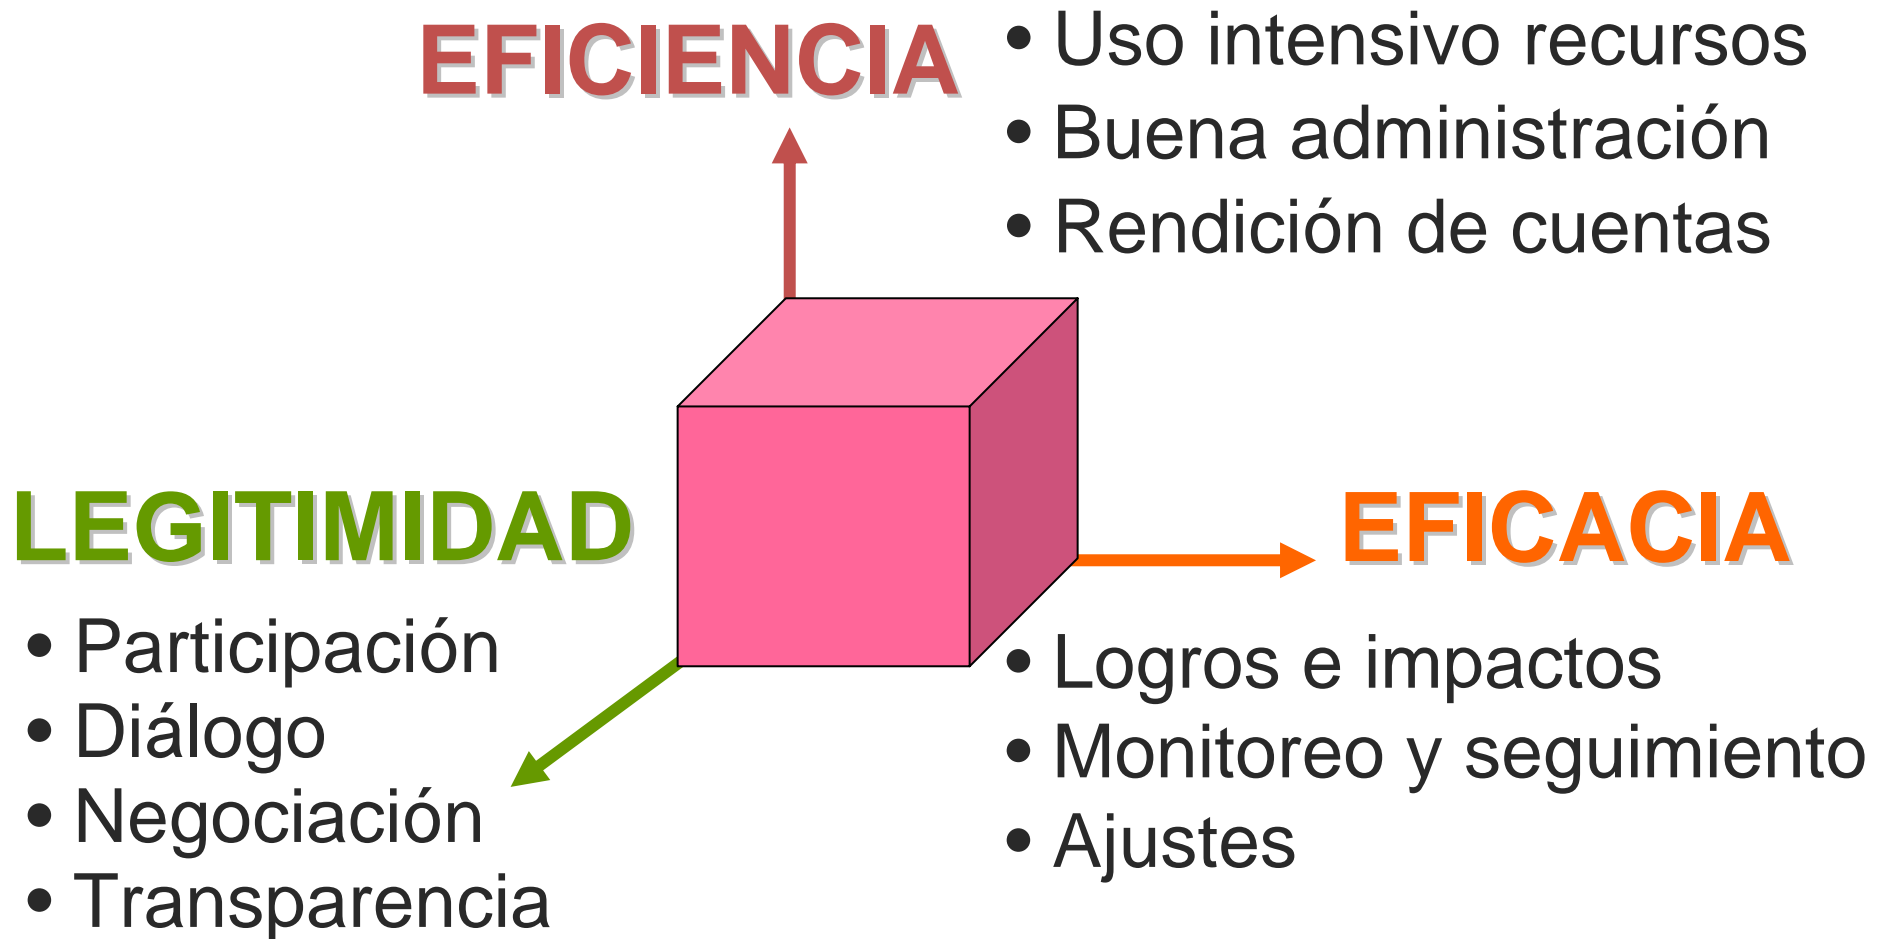 EFICIENCIA
• Uso intensivo recursos
• Buena administración
• Rendición de cuentas
LEGITIMIDAD
• Participación
• Diálogo
• Negociación
• Transparencia
EFICACIA
• Logros e impactos
• Monitoreo y seguimiento
• Ajustes